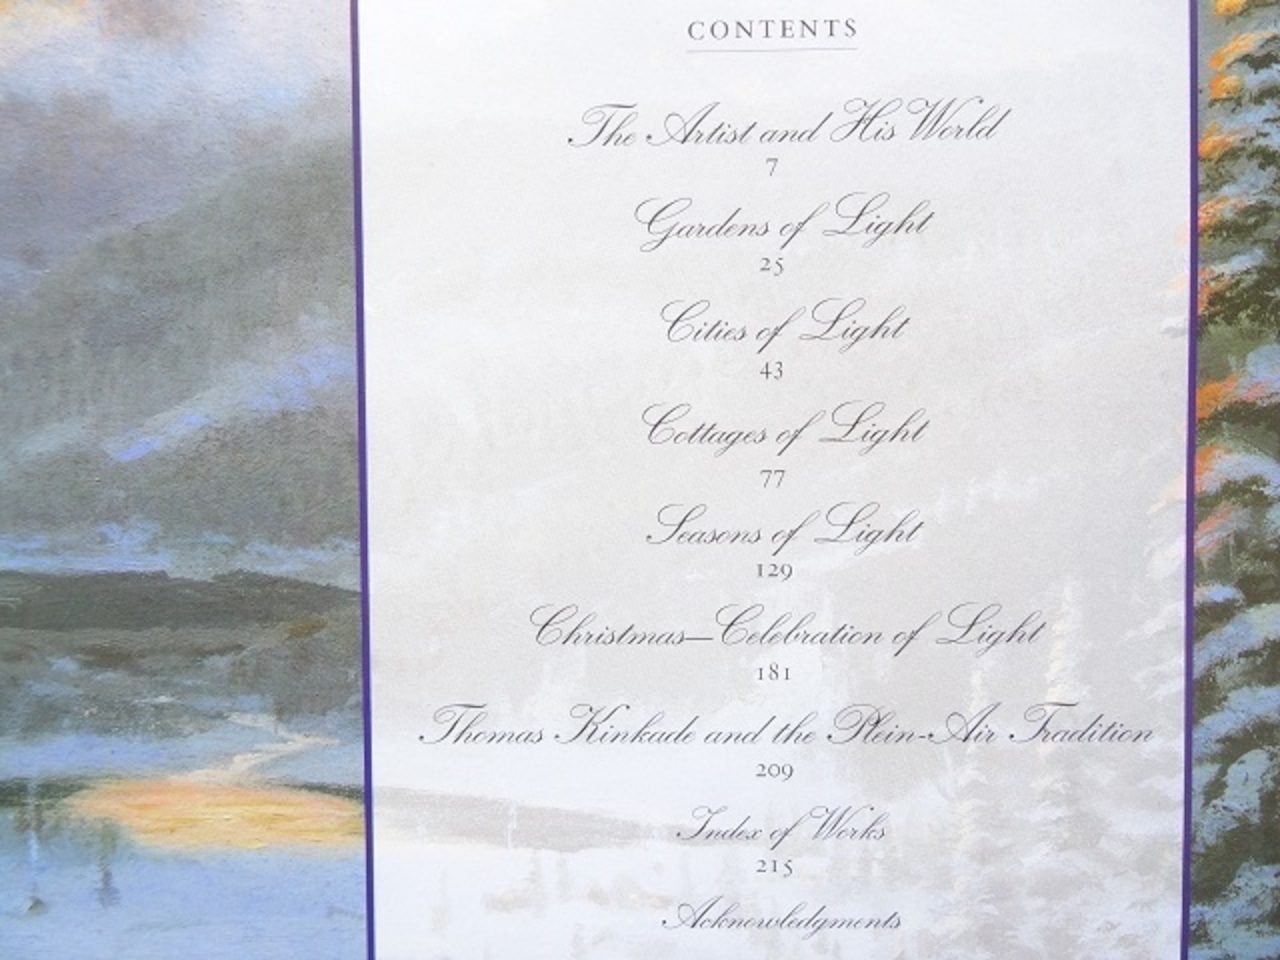 CONTENTS
The Artist and His World
7
Gardens of Light
25
Cities of Light
43
Cottages of Light
77
Seasons of Light
129
Christmas—Celebration of Light
181
Thomas Kinkade and the Plein-Air Tradition
209
Index of Works
215
Acknowledgments